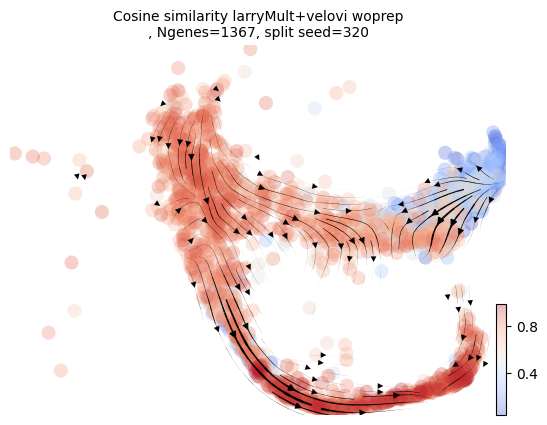 Cosine similarity larryMult+velovi woprep
, Ngenes=1367, split seed=320
0.8
0.4